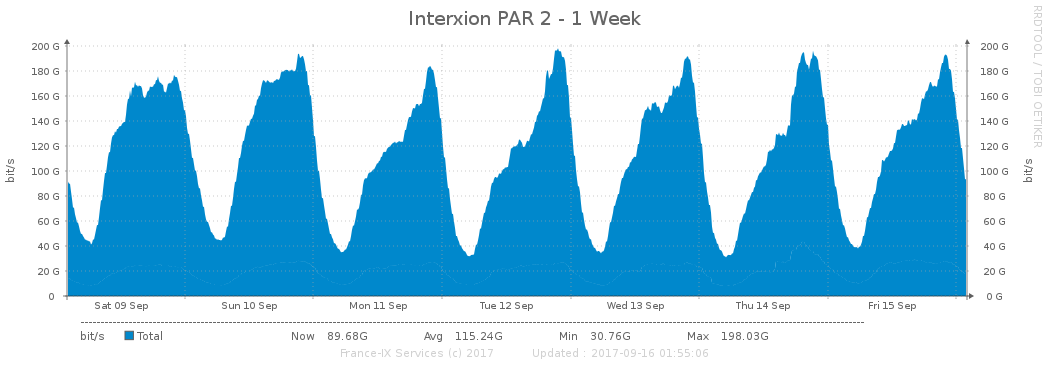 Interxion PAR 2 - 1 Week
RRDTOOL / TOBI OETIKER
bit/s
200 G
180 G
160 G
140 G
120 G
100 G
80 G
60 G
40 G
20 G
0
200 G
180 G
160 G
140 G
120 G
100 G
80 G
60 G
40 G
20 G
0 G
bit/s
Sat 09 Sep Sun 10 Sep Mon 11 Sep Tue 12 Sep Wed 13 Sep Thu 14 Sep Fri 15 Sep
bit/s Total Now 89.68G Avg 115.24G Min 30.76G Max 198.03G
France-IX Services (c) 2017 Updated : 2017-09-16 01:55:06